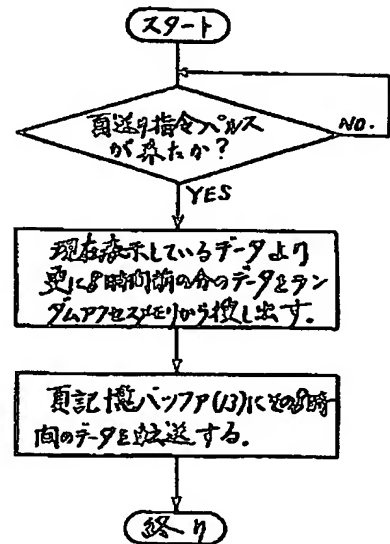 スタート
頁送り指令パルス
が来たか?
NO.
YES
現在表示しているデータより
更に8時間前の分のデータをラン
ダムアクセスメモリから捜し出す。
頁記憶バッファ(13)にその8時
間のデータを転送する。
終り